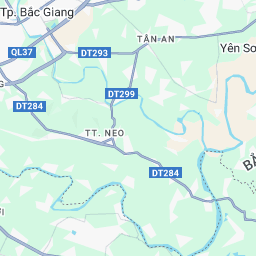 Tp. Bắc Giang
TÂN AN
Yên Sơ
QL37
DT293
DT299
DT284
TT. NEO
DT284
BẮ